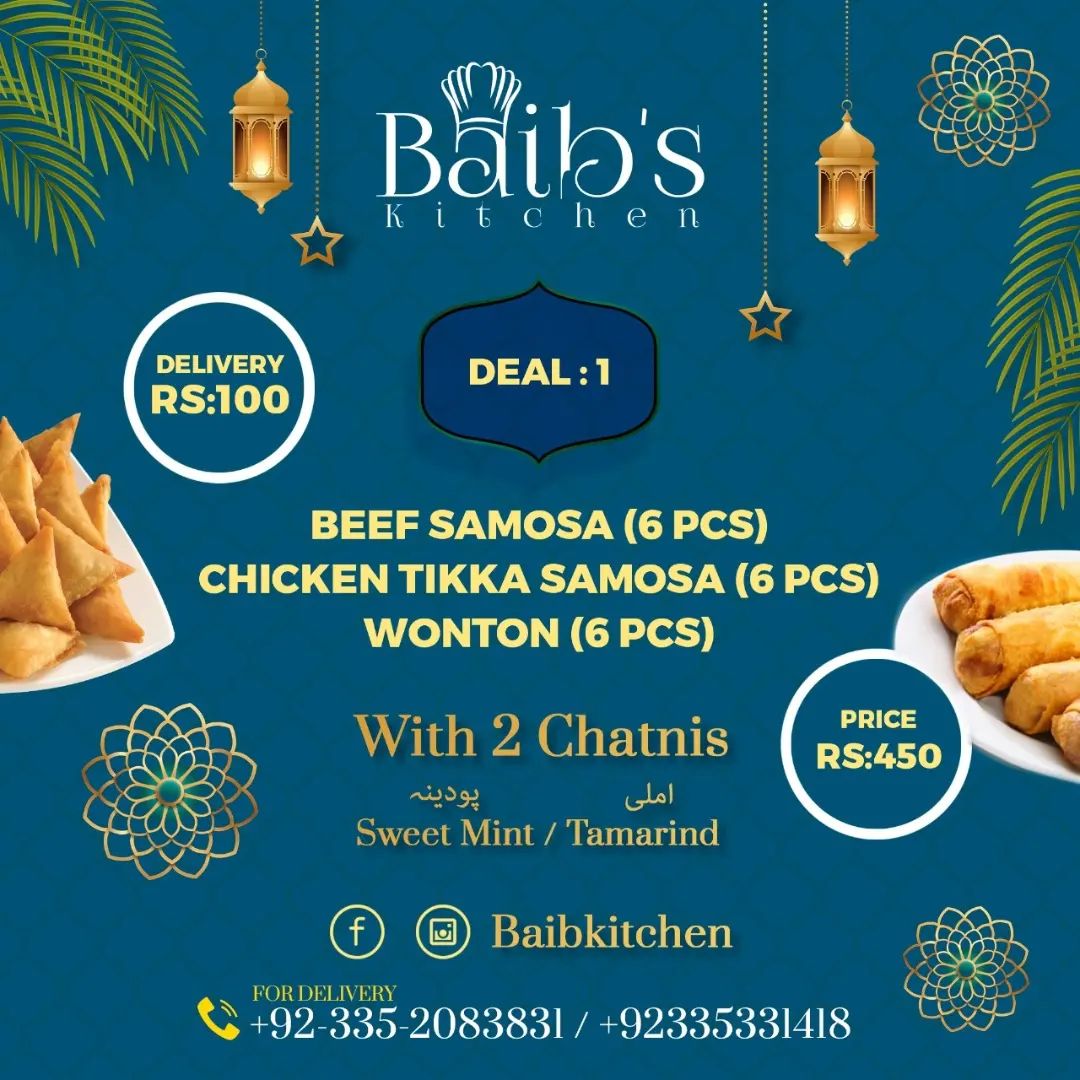 Baib's
Kitchen
DELIVERY
RS:100
DEAL : 1
BEEF SAMOSA (6 PCS)
CHICKEN TIKKA SAMOSA (6 PCS)
WONTON (6 PCS)
With 2 Chatnis
پودینہ املی
Sweet Mint / Tamarind
PRICE
RS:450
Baibkitchen
FOR DELIVERY
+92-335-2083831 / +92335331418